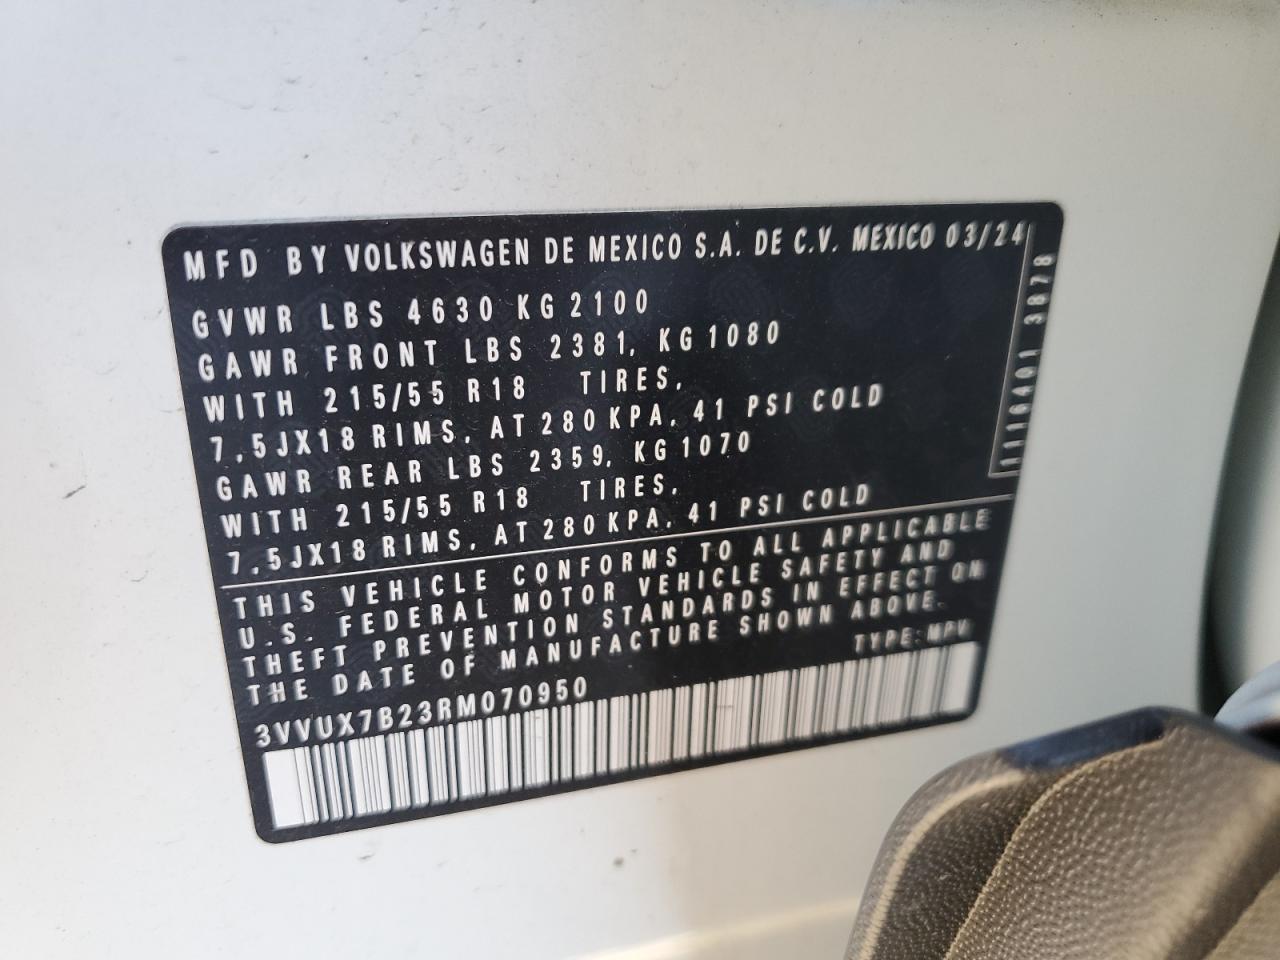 MFD BY VOLKSWAGEN DE MEXICO S.A. DE C.V. MEXICO 03/24
GVWR LBS 4630 KG 2100
GAWR FRONT LBS 2381, KG 1080
WITH 215/55 R18 TIRES,
7,5JX18 RIMS, AT 280 KPA, 41 PSI COLD
GAWR REAR LBS 2359, KG 1070
WITH 215/55 R18 TIRES,
7,5JX18 RIMS, AT 280 KPA, 41 PSI COLD
1116401 3878
THIS VEHICLE CONFORMS TO ALL APPLICABLE
U.S. FEDERAL MOTOR VEHICLE SAFETY AND
THEFT PREVENTION STANDARDS IN EFFECT ON
THE DATE OF MANUFACTURE SHOWN ABOVE.
TYPE: MPV
3VVUX7B23RM070950